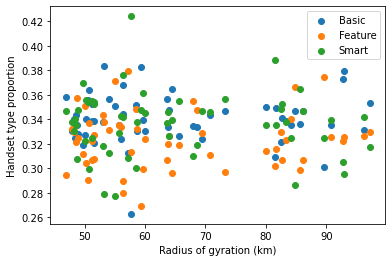 0.42
0.40
0.38
0.36
0.34
0.32
0.30
0.28
0.26
Handset type proportion
Basic
Feature
Smart
50
60
70
80
90
Radius of gyration (km)